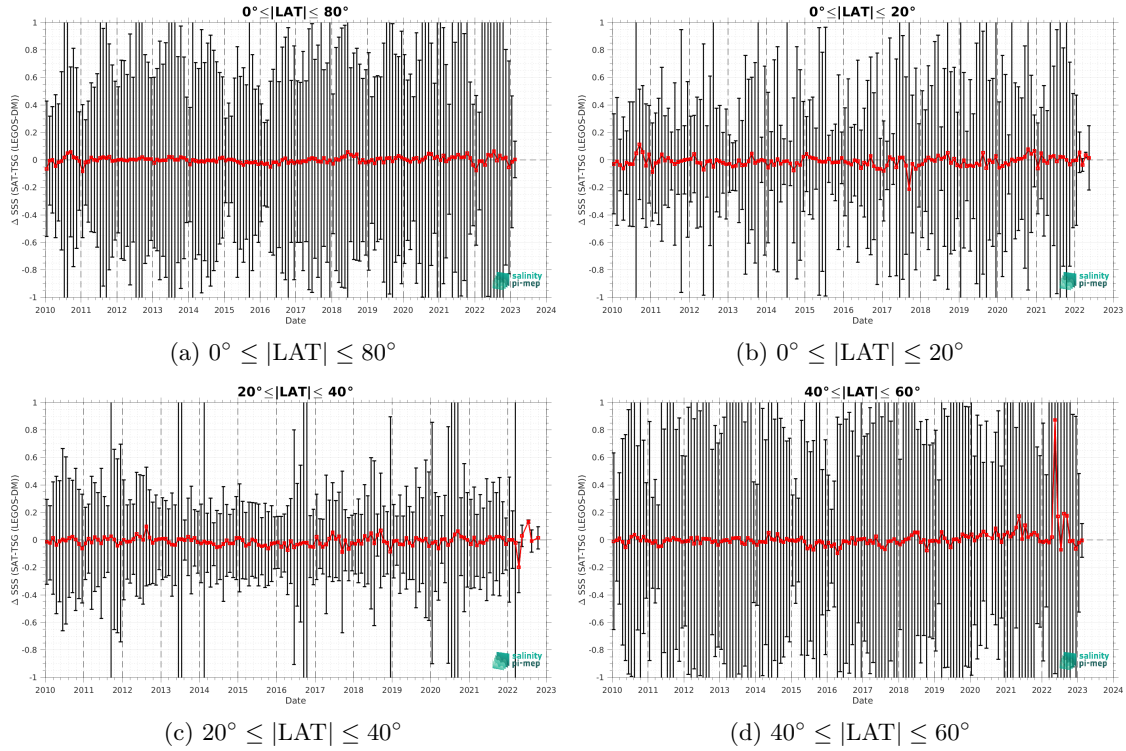 0°≤|LAT|≤ 80°
Δ SSS (SAT-TSG (LEGOS-DM))
1
0.8
0.6
0.4
0.2
0
-0.2
-0.4
-0.6
-0.8
-1
2010 2011 2012 2013 2014 2015 2016 2017 2018 2019 2020 2021 2022 2023 2024
Date
salinity
pi-mep
(a) 0° ≤ |LAT| ≤ 80°
0°≤|LAT|≤ 20°
Δ SSS (SAT-TSG (LEGOS-DM))
1
0.8
0.6
0.4
0.2
0
-0.2
-0.4
-0.6
-0.8
-1
2010 2011 2012 2013 2014 2015 2016 2017 2018 2019 2020 2021 2022 2023
Date
salinity
pi-mep
(b) 0° ≤ |LAT| ≤ 20°
20°≤|LAT|≤ 40°
Δ SSS (SAT-TSG (LEGOS-DM))
1
0.8
0.6
0.4
0.2
0
-0.2
-0.4
-0.6
-0.8
-1
2010 2011 2012 2013 2014 2015 2016 2017 2018 2019 2020 2021 2022 2023
Date
salinity
pi-mep
(c) 20° ≤ |LAT| ≤ 40°
40°≤|LAT|≤ 60°
Δ SSS (SAT-TSG (LEGOS-DM))
1
0.8
0.6
0.4
0.2
0
-0.2
-0.4
-0.6
-0.8
-1
2010 2011 2012 2013 2014 2015 2016 2017 2018 2019 2020 2021 2022 2023 2024
Date
salinity
pi-mep
(d) 40° ≤ |LAT| ≤ 60°